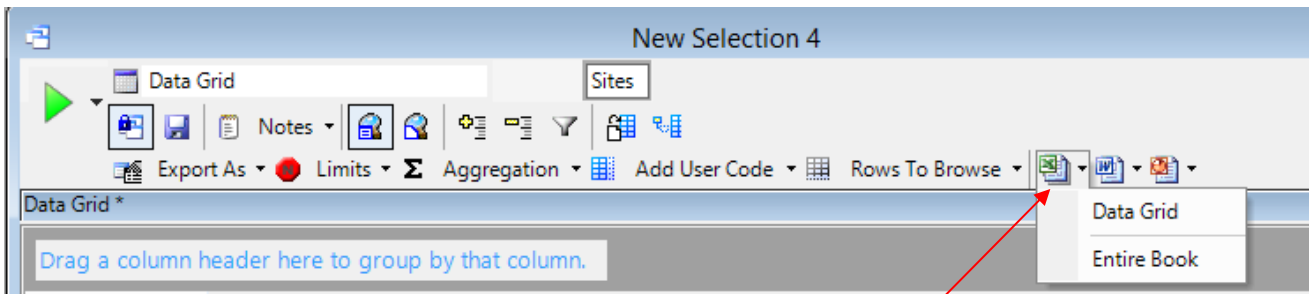 New Selection 4
Data Grid Sites
Notes
Export As Limits Σ Aggregation Add User Code Rows To Browse
Data Grid *
Data Grid
Drag a column header here to group by that column.
Entire Book